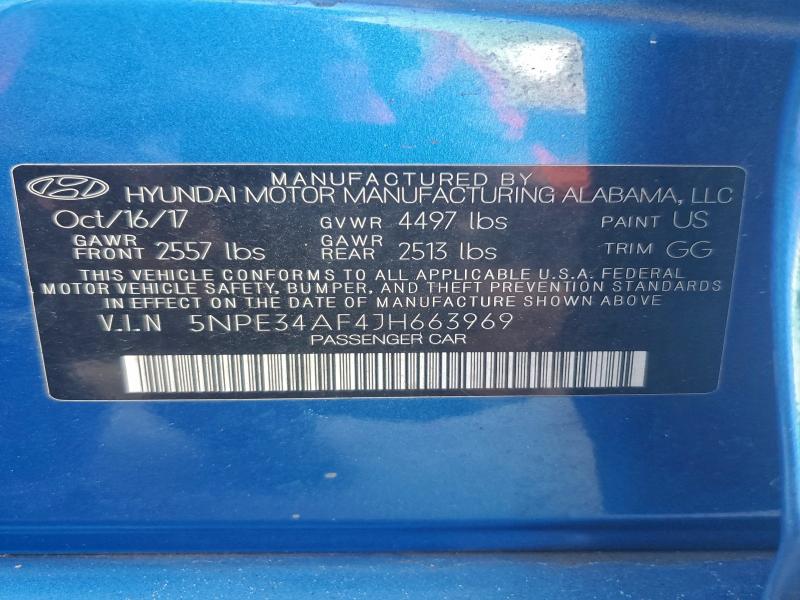 MANUFACTURED BY
HYUNDAI MOTOR MANUFACTURING ALABAMA, LLC
Oct/16/17 GVWR 4497 lbs PAINT US
GAWR FRONT 2557 lbs GAWR REAR 2513 lbs TRIM GG
THIS VEHICLE CONFORMS TO ALL APPLICABLE U.S.A. FEDERAL
MOTOR VEHICLE SAFETY, BUMPER, AND THEFT PREVENTION STANDARDS
IN EFFECT ON THE DATE OF MANUFACTURE SHOWN ABOVE.
V.I.N 5NPE34AF4JH663969
PASSENGER CAR